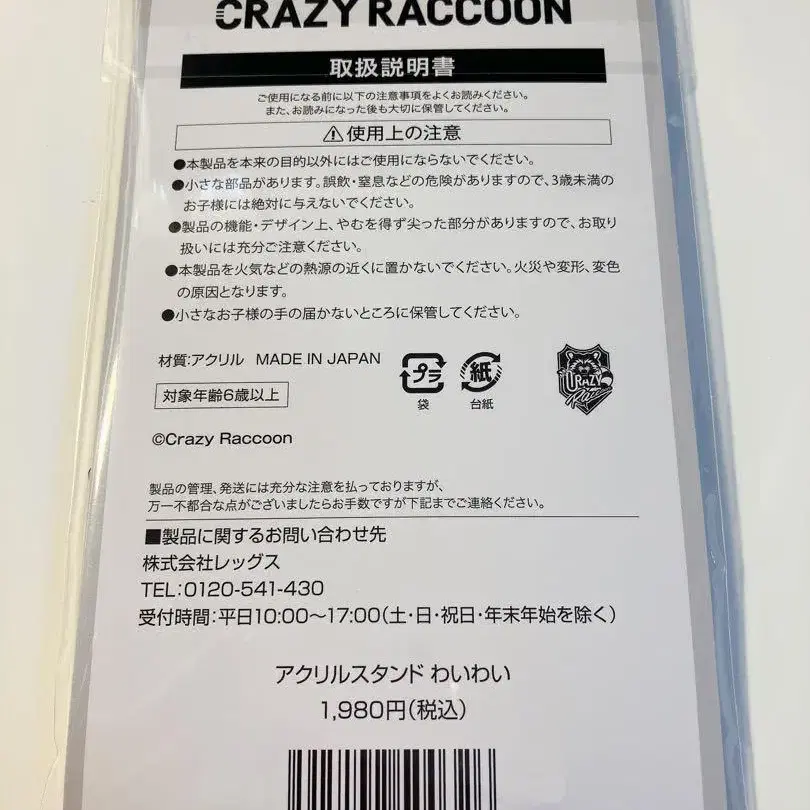 CRAZY RACCOON
取扱説明書
ご使用になる前に以下の注意事項をよくお読みください。
また、お読みになった後も大切に保管してください。
⚠使用上の注意
●本製品を本来の目的以外にはご使用にならないでください。
●小さな部品があります。誤飲・窒息などの危険がありますので、3歳未満の
お子様には絶対に与えないでください。
●製品の機能・デザイン上、やむを得ず尖った部分がありますので、お取り
扱いには充分ご注意ください。
●本製品を火気などの熱源の近くに置かないでください。火災や変形、変色
の原因となります。
●小さなお子様の手の届かないところに保管してください。
材質:アクリル MADE IN JAPAN
プラ
袋
紙
台紙
CRAZY
Raccoon
対象年齢6歳以上
©Crazy Raccoon
製品の管理、発送には充分な注意を払っておりますが、
万一不都合な点がございましたらお手数ですが下記までご連絡ください。
■製品に関するお問い合わせ先
株式会社レッグス
TEL:0120-541-430
受付時間:平日10:00～17:00(土・日・祝日・年末年始を除く)
アクリルスタンド わいわい
1,980円(税込)